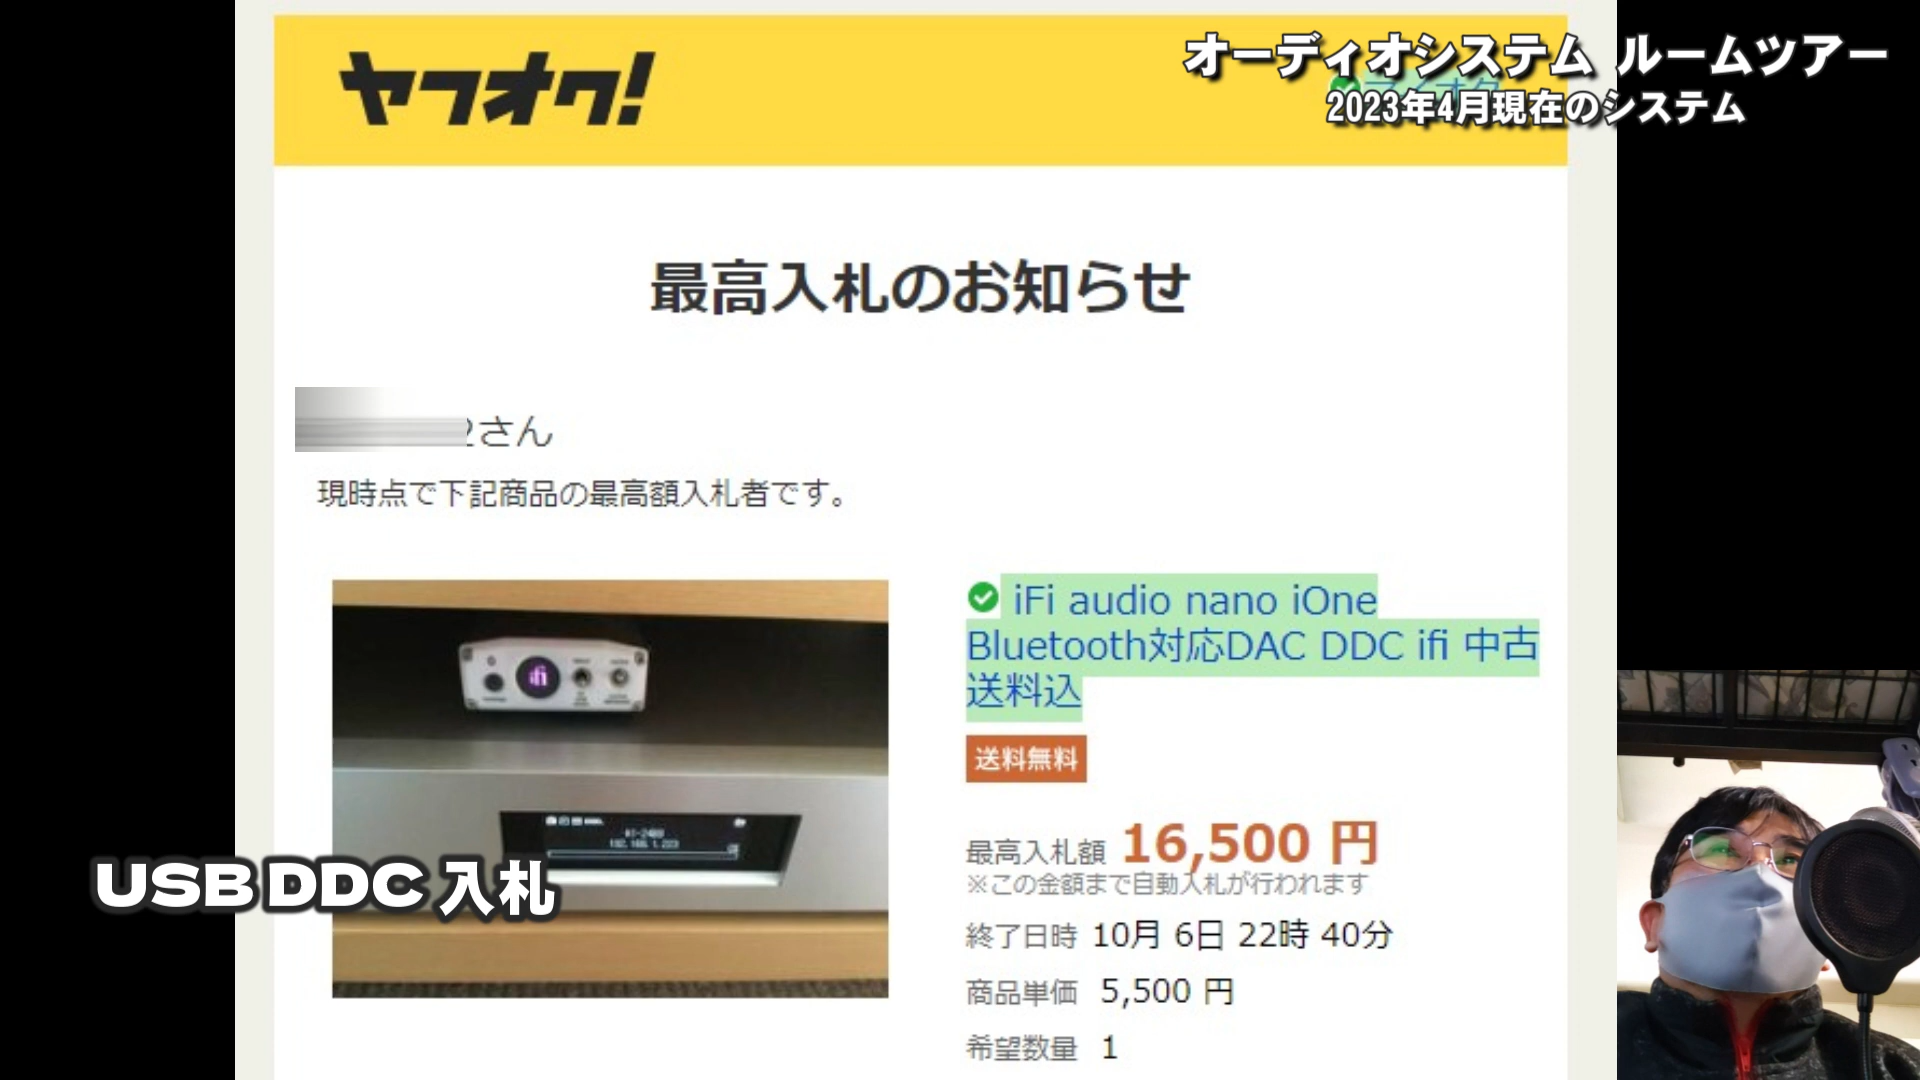 ヤフオク!
オーディオシステム ルームツアー
2023年4月現在のシステム
最高入札のお知らせ
2さん
現時点で下記商品の最高額入札者です。
iFi audio nano iOne
Bluetooth対応DAC DDC ifi 中古
送料込
送料無料
最高入札額 16,500 円
※この金額まで自動入札が行われます
終了日時 10月 6日 22時 40分
商品単価 5,500 円
希望数量 1
ifi
USB DDC 入札